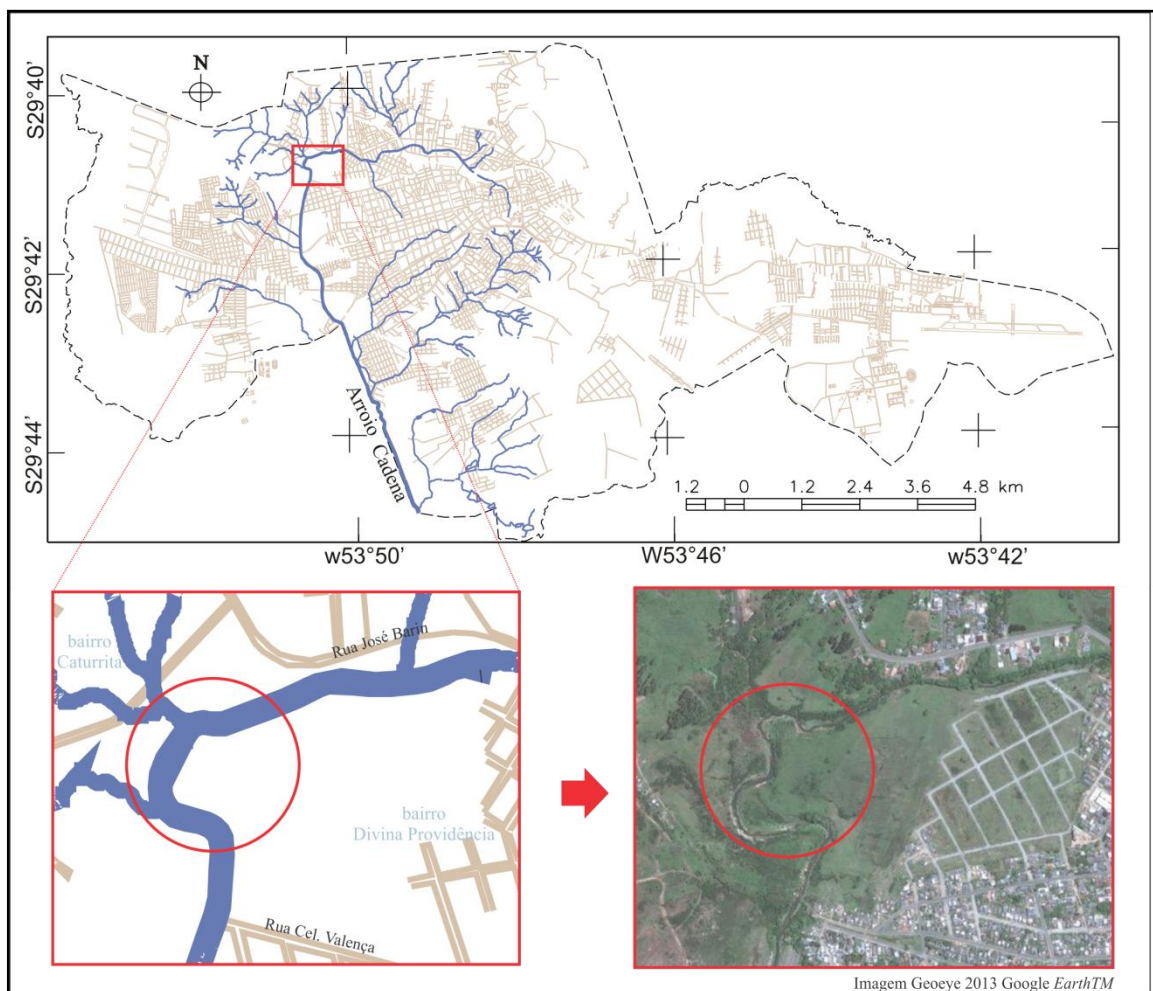 N
S29°40’
S29°42’
S29°44’
Arroio Cadena
1.2 0 1.2 2.4 3.6 4.8 km
w53°50’
W53°46’
w53°42’
bairro
Caturrita
Rua José Barin
bairro
Divina Providência
Rua Cel. Valença
Imagem Geoeye 2013 Google EarthTM